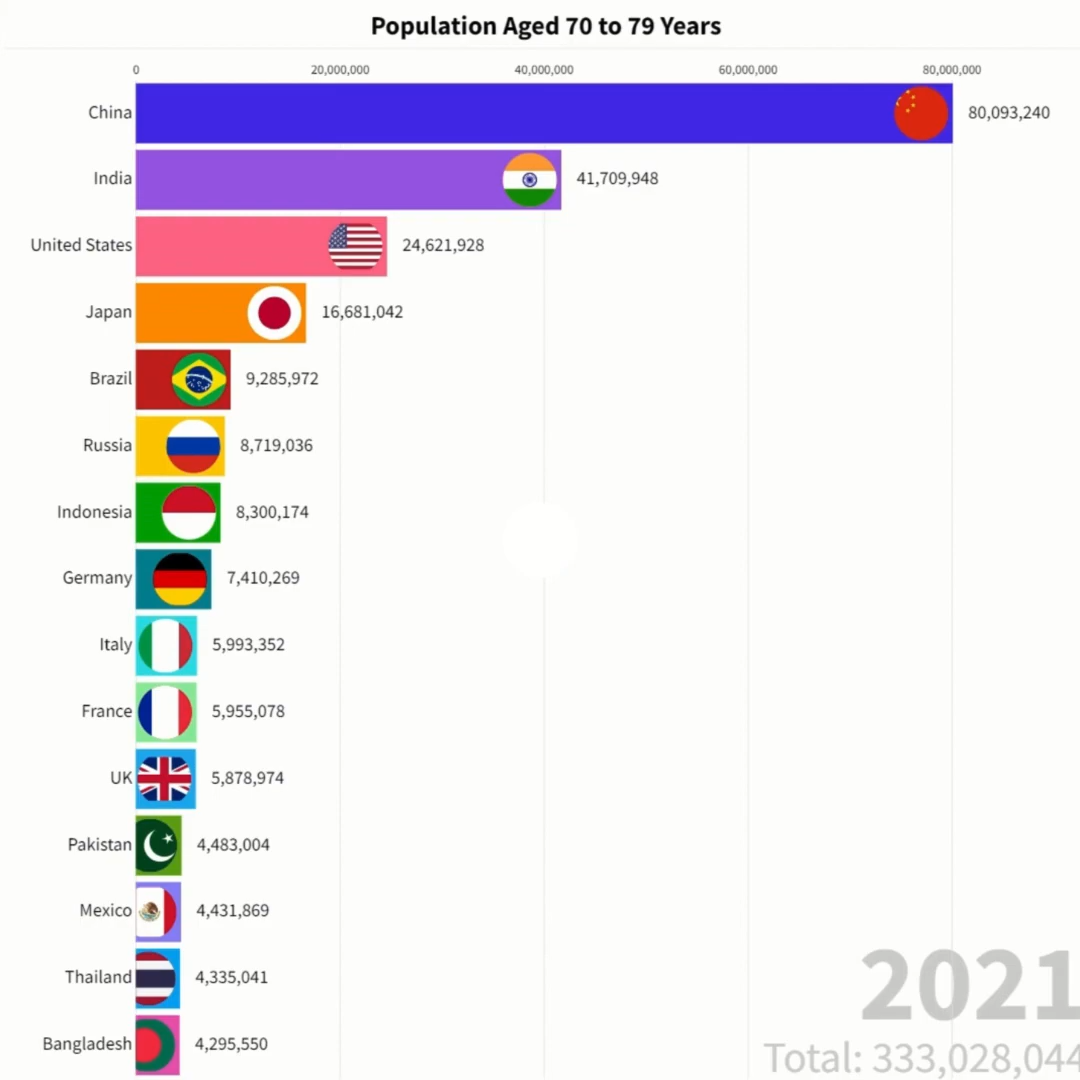 Population Aged 70 to 79 Years
0 20,000,000 40,000,000 60,000,000 80,000,000
China 80,093,240
India 41,709,948
United States 24,621,928
Japan 16,681,042
Brazil 9,285,972
Russia 8,719,036
Indonesia 8,300,174
Germany 7,410,269
Italy 5,993,352
France 5,955,078
UK 5,878,974
Pakistan 4,483,004
Mexico 4,431,869
Thailand 4,335,041
Bangladesh 4,295,550
2021
Total: 333,028,044